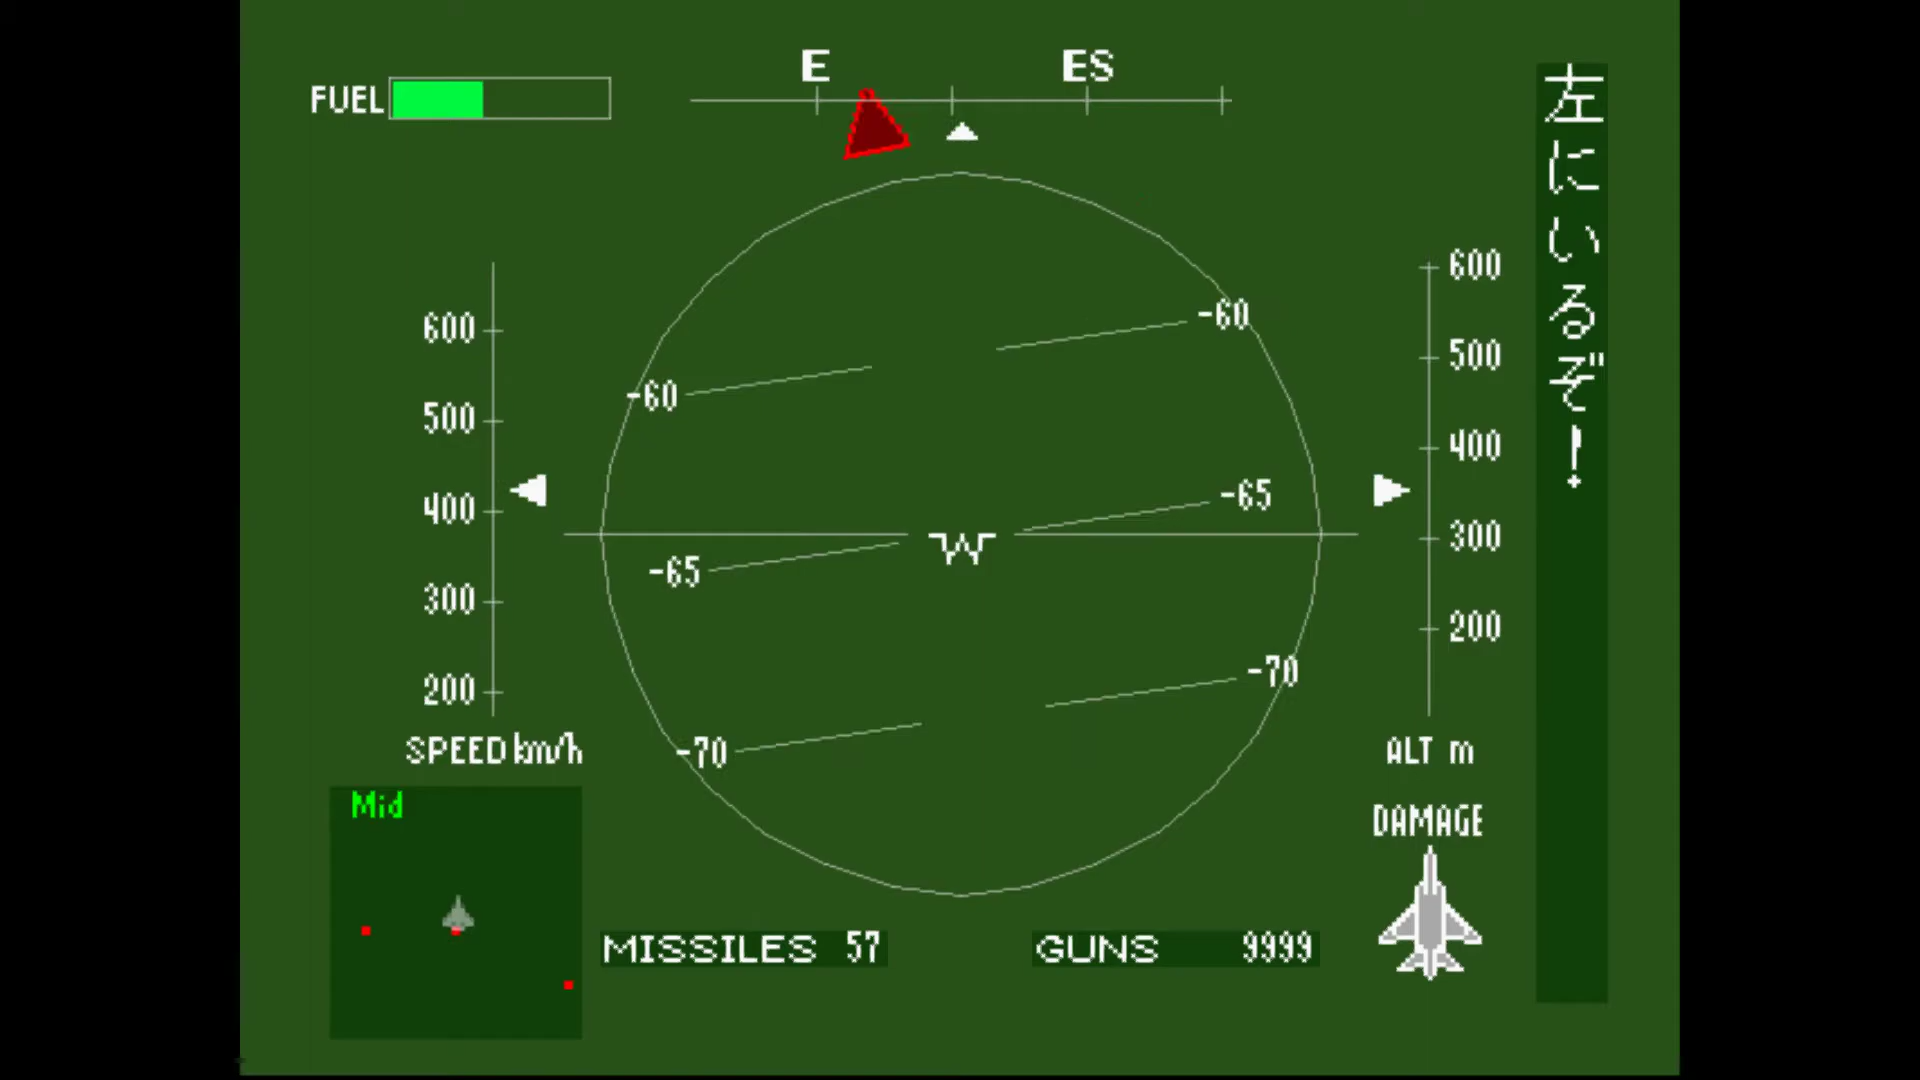 E
ES
FUEL
600
500
400
300
200
SPEED km/h
-60
-60
-65
-65
-70
-70
600
500
400
300
200
ALT m
DAMAGE
Mid
MISSILES 57
GUNS 9999
左にいるぞ!